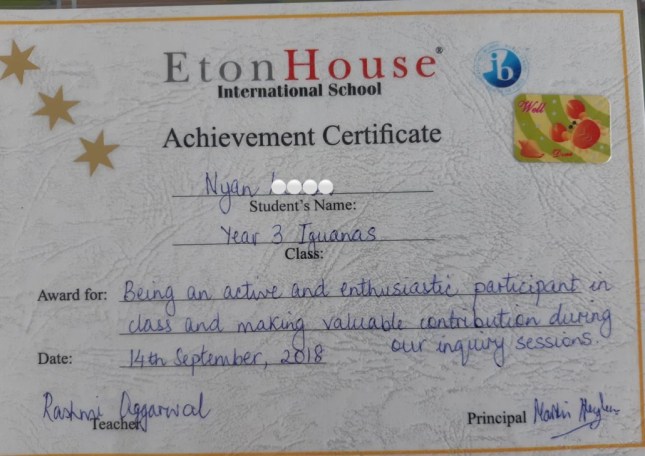 EtonHouse®
ib
International School
Well
Done
Achievement Certificate
Nyan
Student's Name:
Year 3 Iguanas
Class:
Award for: Being an active and enthusiastic participant in
class and making valuable contribution during
our inquiry sessions.
Date: 14th September, 2018
Rashmi Aggarwal
Teacher
Principal Martin